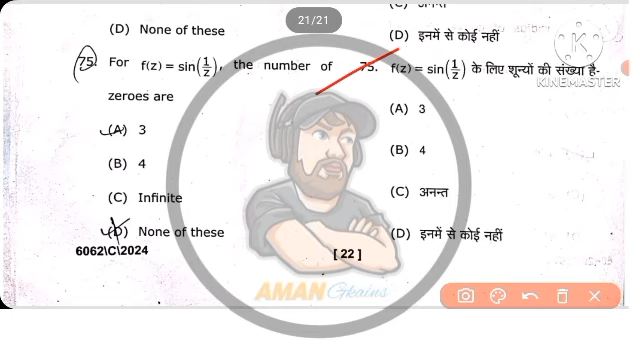 21/21
(D) None of these
75. For f(z) = sin(1/z), the number of
zeroes are
(A) 3
(B) 4
(C) Infinite
(D) None of these
6062\C\2024
[ 22 ]
(D) इनमें से कोई नहीं
75. f(z) = sin(1/z) के लिए शून्यों की संख्या है-
(A) 3
(B) 4
(C) अनन्त
(D) इनमें से कोई नहीं
K
KINEMASTER
AMAN Gkains